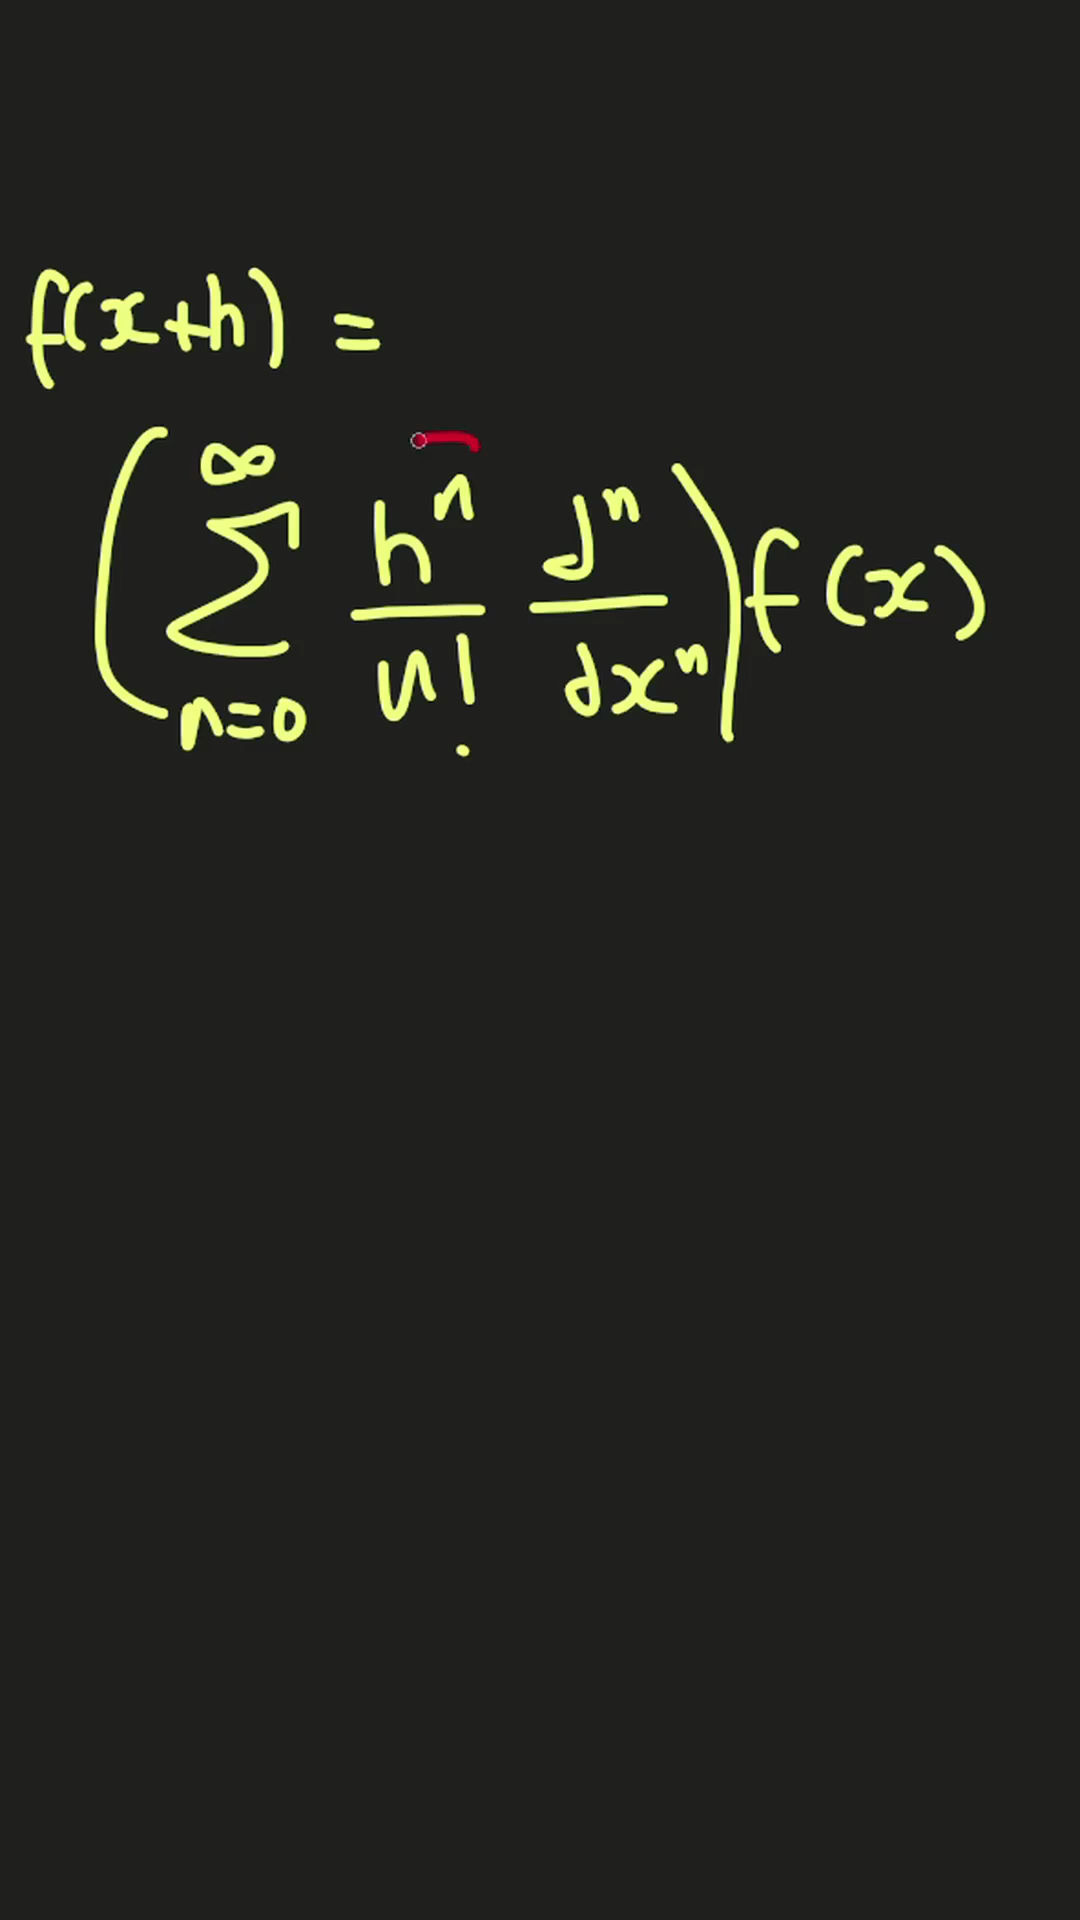 f(x+h) =
( ∞ ∑ n=0 hⁿ/n! dⁿ/dxⁿ ) f(x)